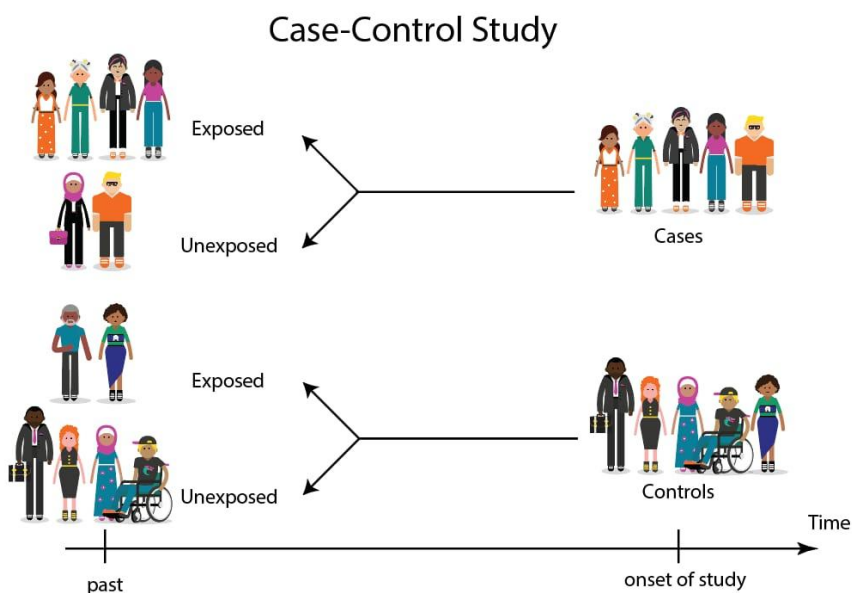 Case-Control Study
Exposed
Unexposed
Cases
Exposed
Unexposed
Controls
Time
past
onset of study